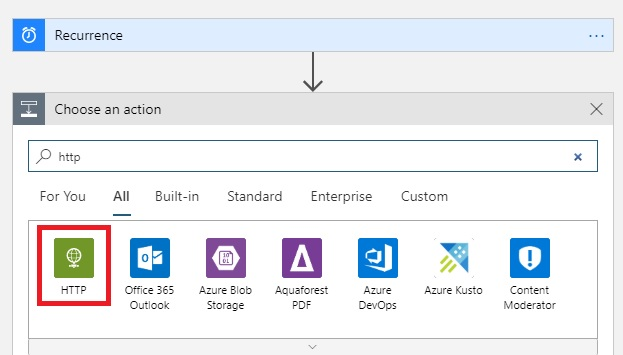 Recurrence
Choose an action
http
For You All Built-in Standard Enterprise Custom
HTTP
Office 365
Outlook
Azure Blob
Storage
Aquaforest
PDF
Azure
DevOps
Azure Kusto
Content
Moderator